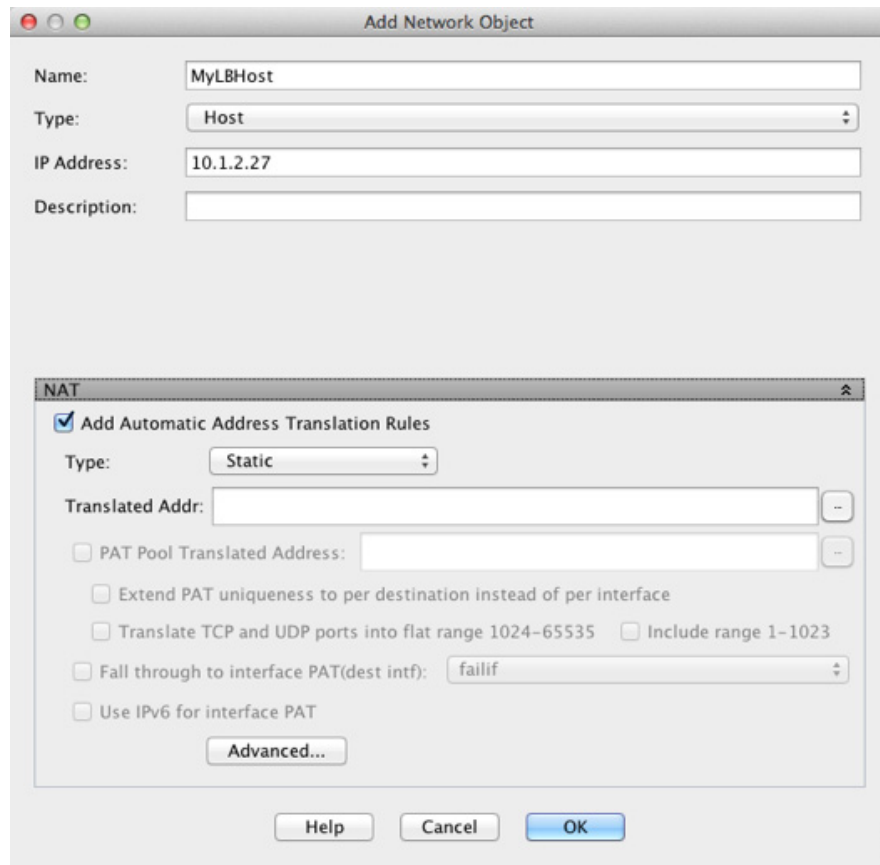 Add Network Object
Name: MyLBHost
Type: Host
IP Address: 10.1.2.27
Description:
NAT
Add Automatic Address Translation Rules
Type: Static
Translated Addr: ..
PAT Pool Translated Address: ..
Extend PAT uniqueness to per destination instead of per interface
Translate TCP and UDP ports into flat range 1024-65535 Include range 1-1023
Fall through to interface PAT(dest intf): failif
Use IPv6 for interface PAT
Advanced...
Help Cancel OK